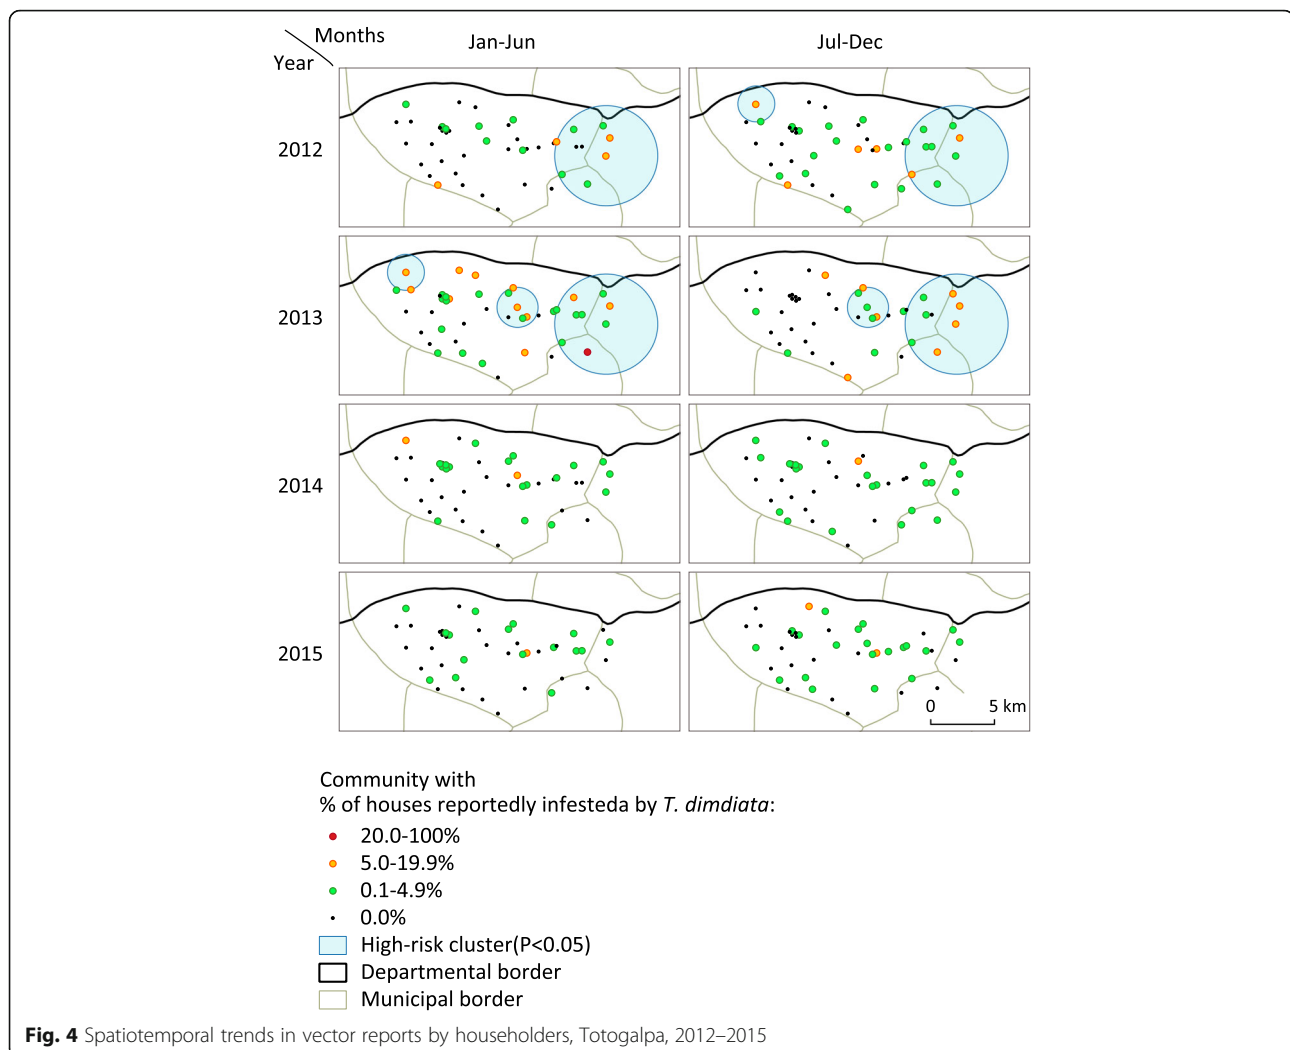 Months
Year
Jan-Jun
Jul-Dec
2012
2013
2014
2015
0 5 km
Community with
% of houses reportedly infesteda by T. dimdiata:
20.0-100%
5.0-19.9%
0.1-4.9%
0.0%
High-risk cluster(P<0.05)
Departmental border
Municipal border
Fig. 4 Spatiotemporal trends in vector reports by householders, Totogalpa, 2012–2015